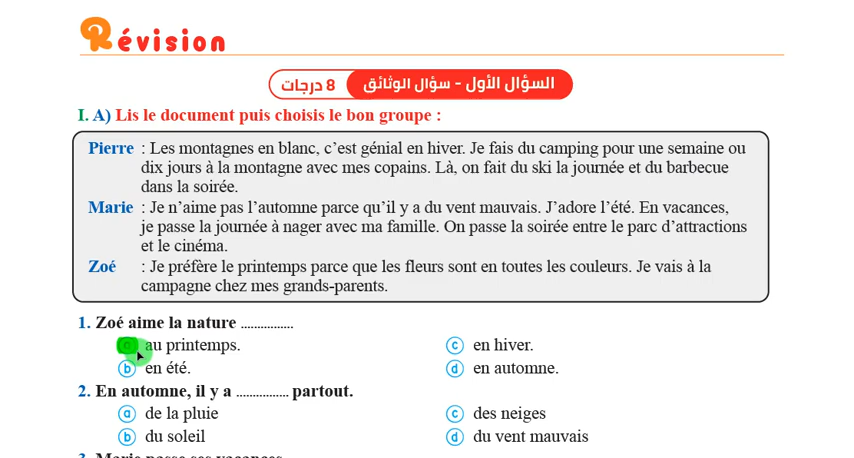 Révision
السؤال الأول - سؤال الوثائق 8 درجات
I. A) Lis le document puis choisis le bon groupe :
Pierre : Les montagnes en blanc, c’est génial en hiver. Je fais du camping pour une semaine ou
dix jours à la montagne avec mes copains. Là, on fait du ski la journée et du barbecue
dans la soirée.
Marie : Je n’aime pas l’automne parce qu’il y a du vent mauvais. J’adore l’été. En vacances,
je passe la journée à nager avec ma famille. On passe la soirée entre le parc d’attractions
et le cinéma.
Zoé : Je préfère le printemps parce que les fleurs sont en toutes les couleurs. Je vais à la
campagne chez mes grands-parents.
1. Zoé aime la nature ...............
a au printemps.
c en hiver.
b en été.
d en automne.
2. En automne, il y a ............... partout.
a de la pluie
c des neiges
b du soleil
d du vent mauvais
3. Marie passe ses vacances